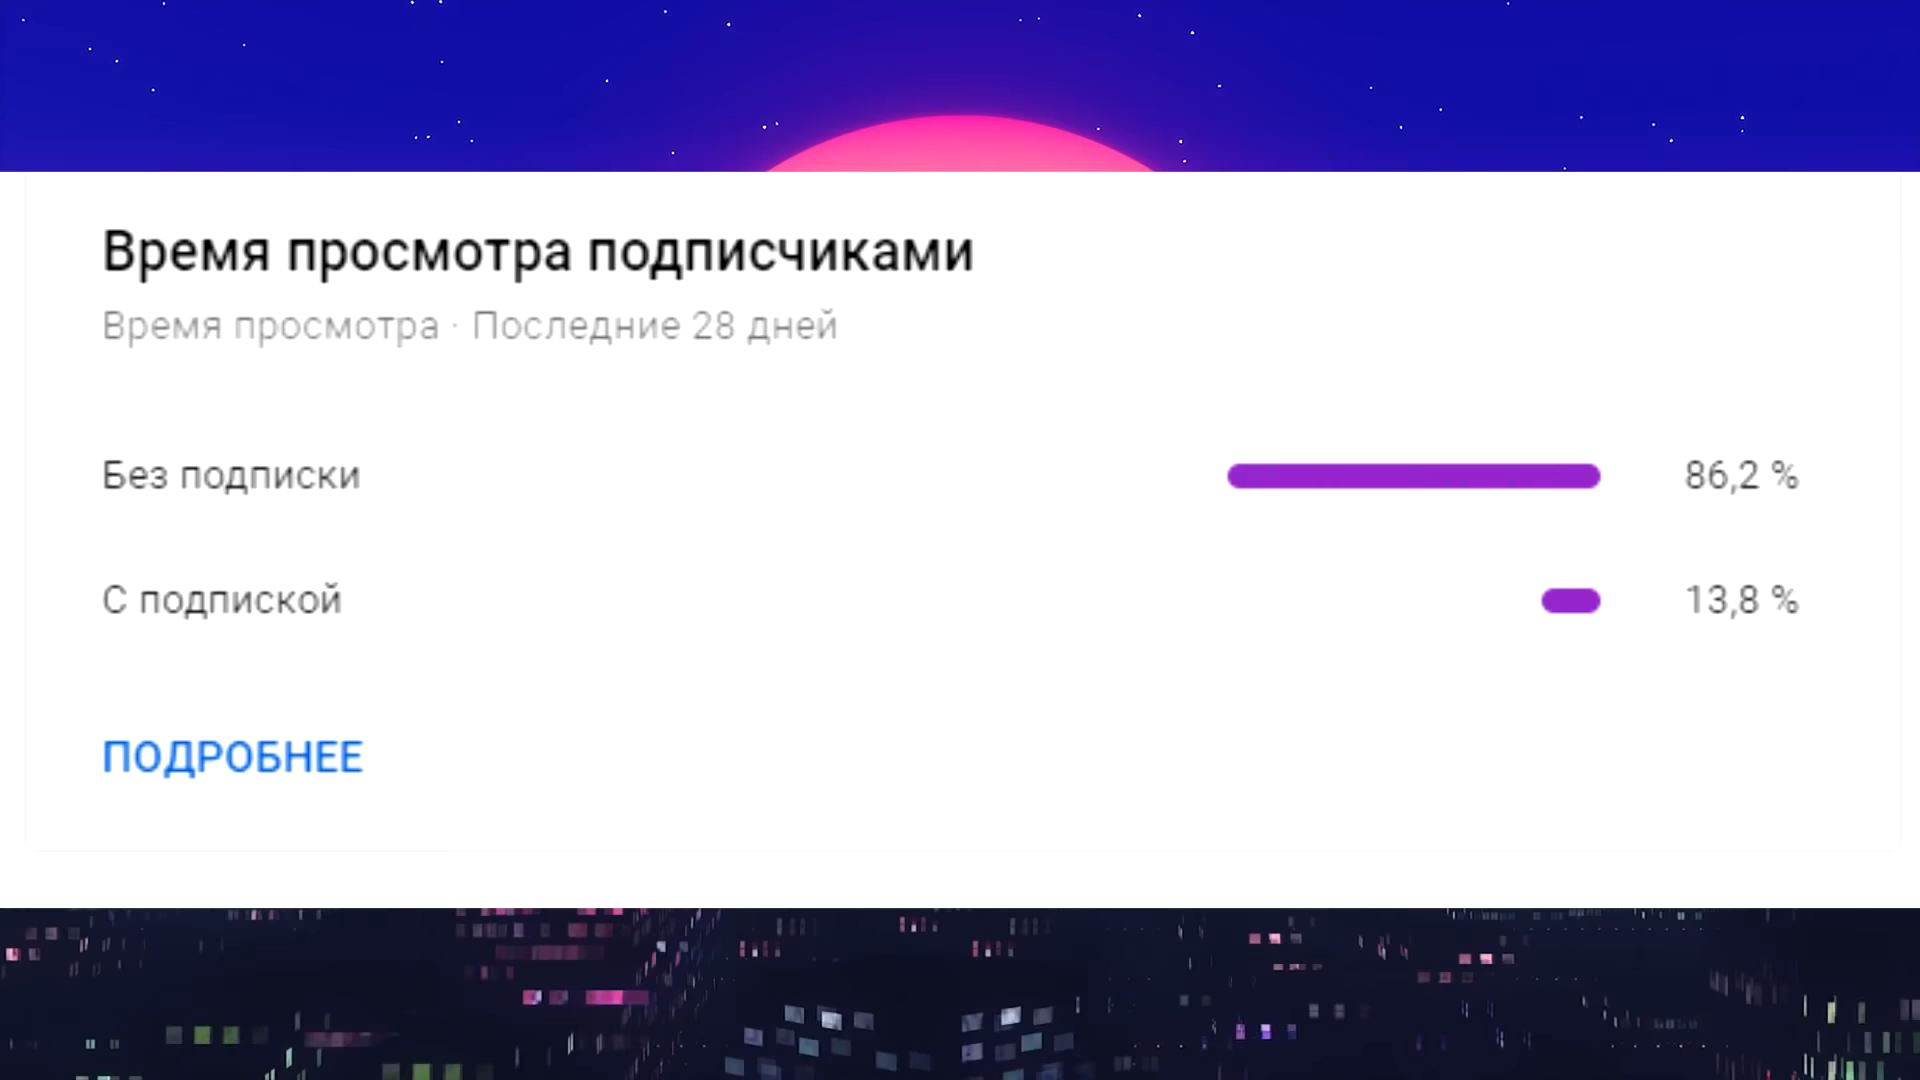 Время просмотра подписчиками
Время просмотра · Последние 28 дней
Без подписки 86,2 %
С подпиской 13,8 %
ПОДРОБНЕЕ